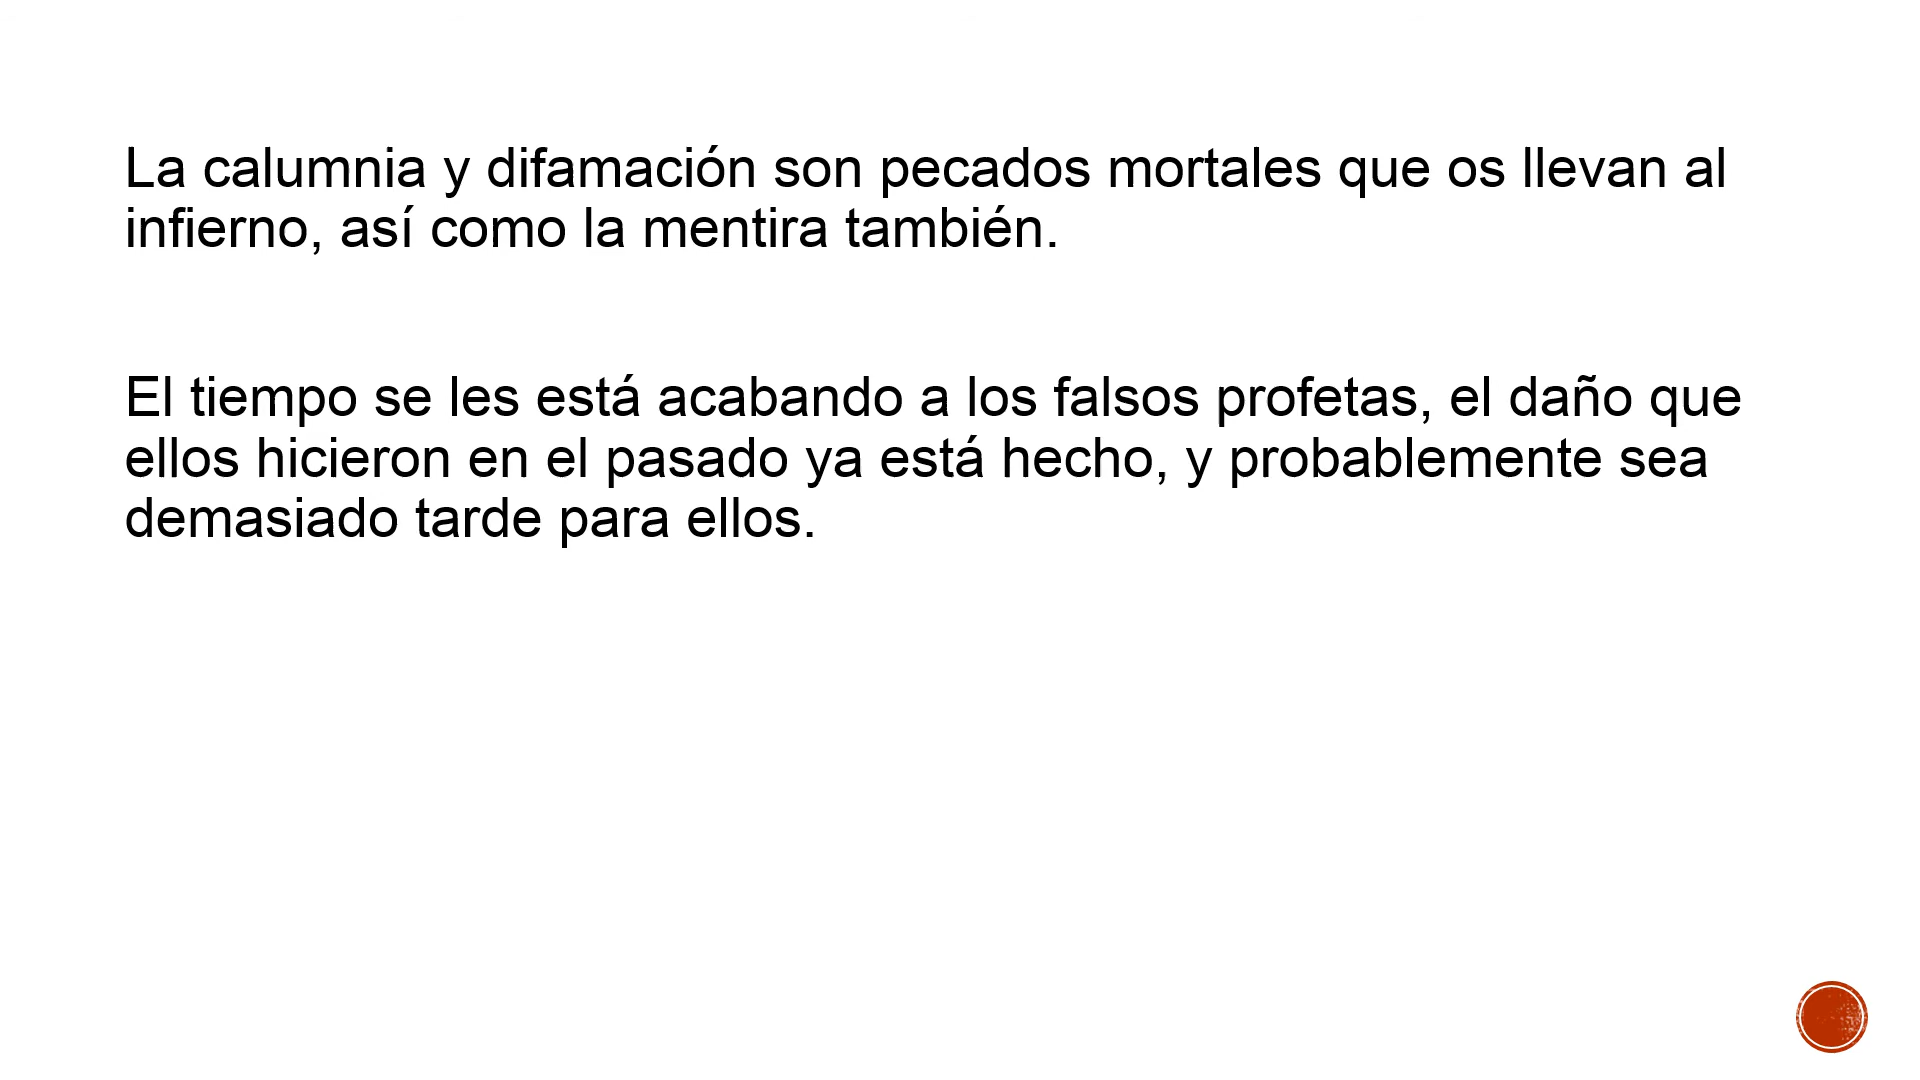 La calumnia y difamación son pecados mortales que os llevan al
infierno, así como la mentira también.
El tiempo se les está acabando a los falsos profetas, el daño que
ellos hicieron en el pasado ya está hecho, y probablemente sea
demasiado tarde para ellos.